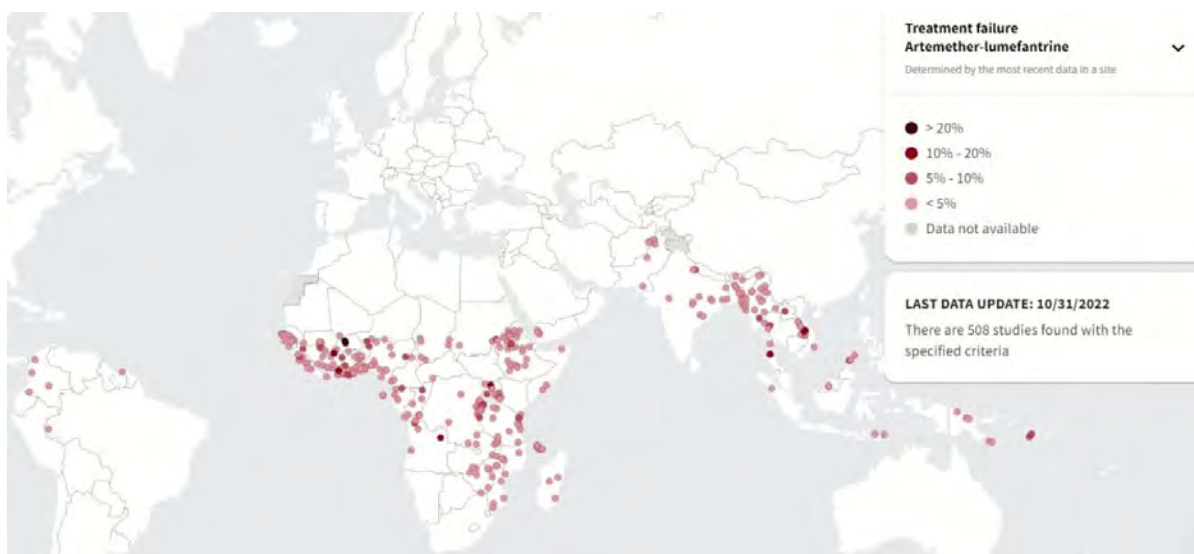 Treatment failure
Artemether-lumefantrine
Determined by the most recent data in a site
> 20%
10% - 20%
5% - 10%
< 5%
Data not available
LAST DATA UPDATE: 10/31/2022
There are 508 studies found with the
specified criteria